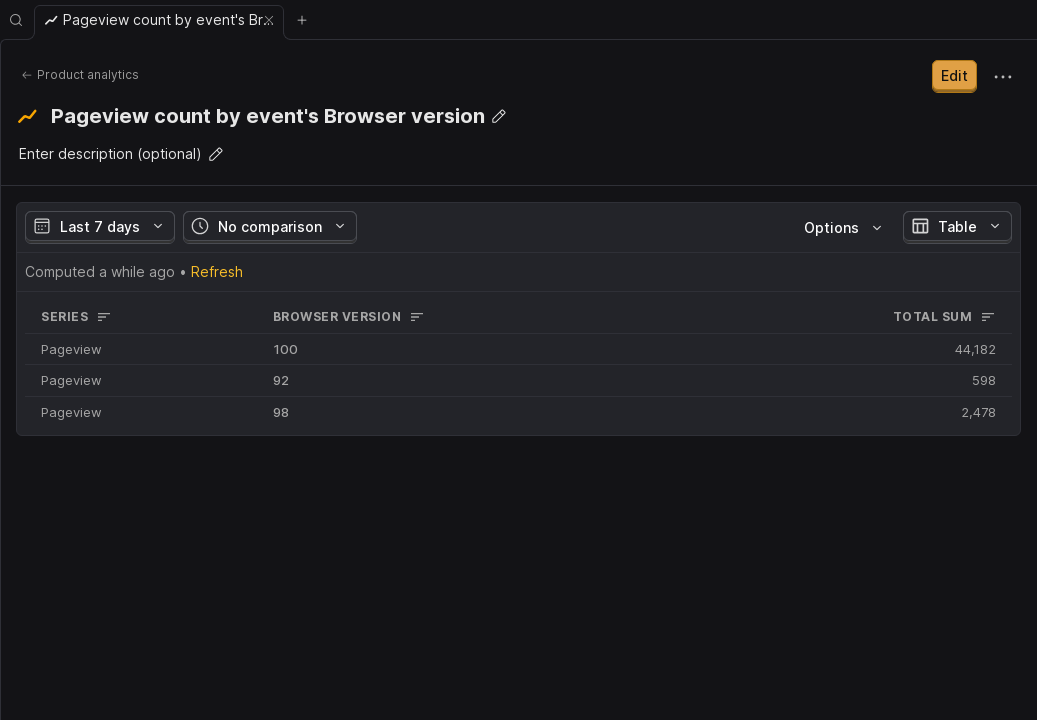 Pageview count by event's Br...
Product analytics
Edit
Pageview count by event's Browser version
Enter description (optional)
Last 7 days No comparison Options Table
Computed a while ago • Refresh
SERIES BROWSER VERSION TOTAL SUM
Pageview 100 44,182
Pageview 92 598
Pageview 98 2,478